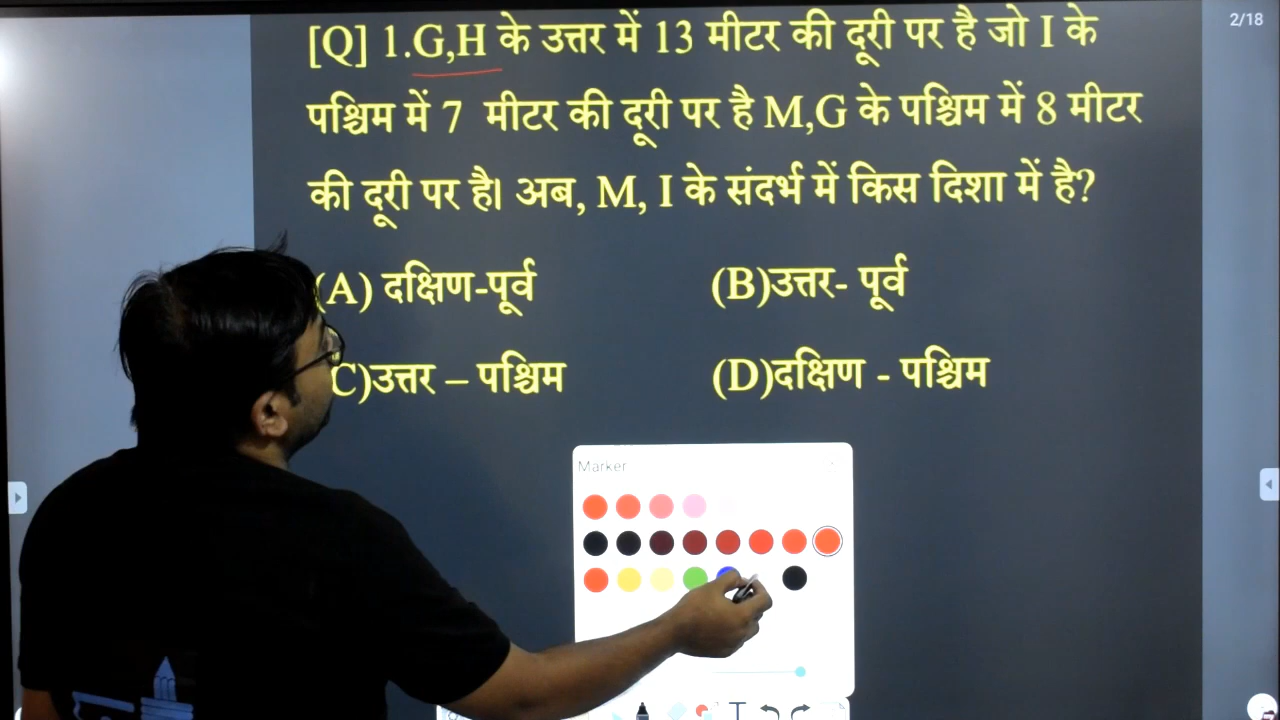 2/18
[Q] 1.G,H के उत्तर में 13 मीटर की दूरी पर है जो I के
पश्चिम में 7 मीटर की दूरी पर है M,G के पश्चिम में 8 मीटर
की दूरी पर है। अब, M, I के संदर्भ में किस दिशा में है?
(A) दक्षिण-पूर्व (B)उत्तर- पूर्व
C)उत्तर – पश्चिम (D)दक्षिण - पश्चिम
Marker
T